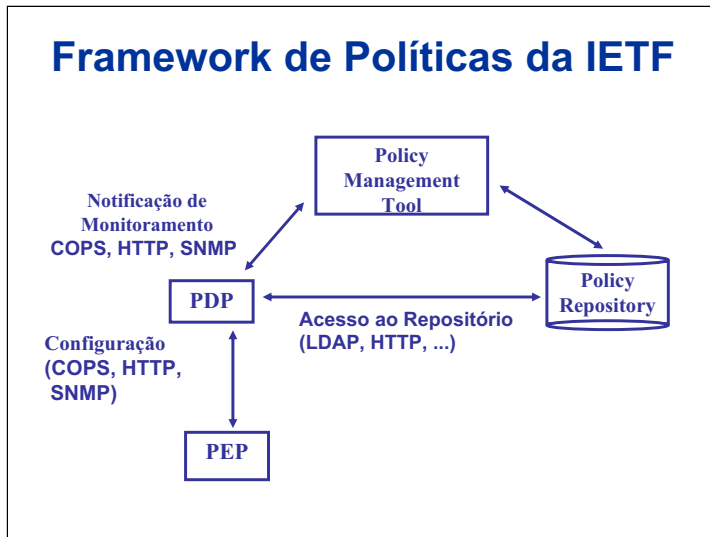 Framework de Políticas da IETF
Policy
Management
Tool
Notificação de
Monitoramento
COPS, HTTP, SNMP
Policy
Repository
PDP
Acesso ao Repositório
(LDAP, HTTP, ...)
Configuração
(COPS, HTTP,
SNMP)
PEP